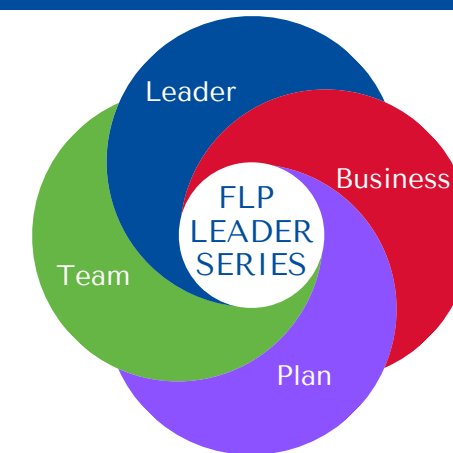 Leader
Business
FLP
LEADER
SERIES
Team
Plan